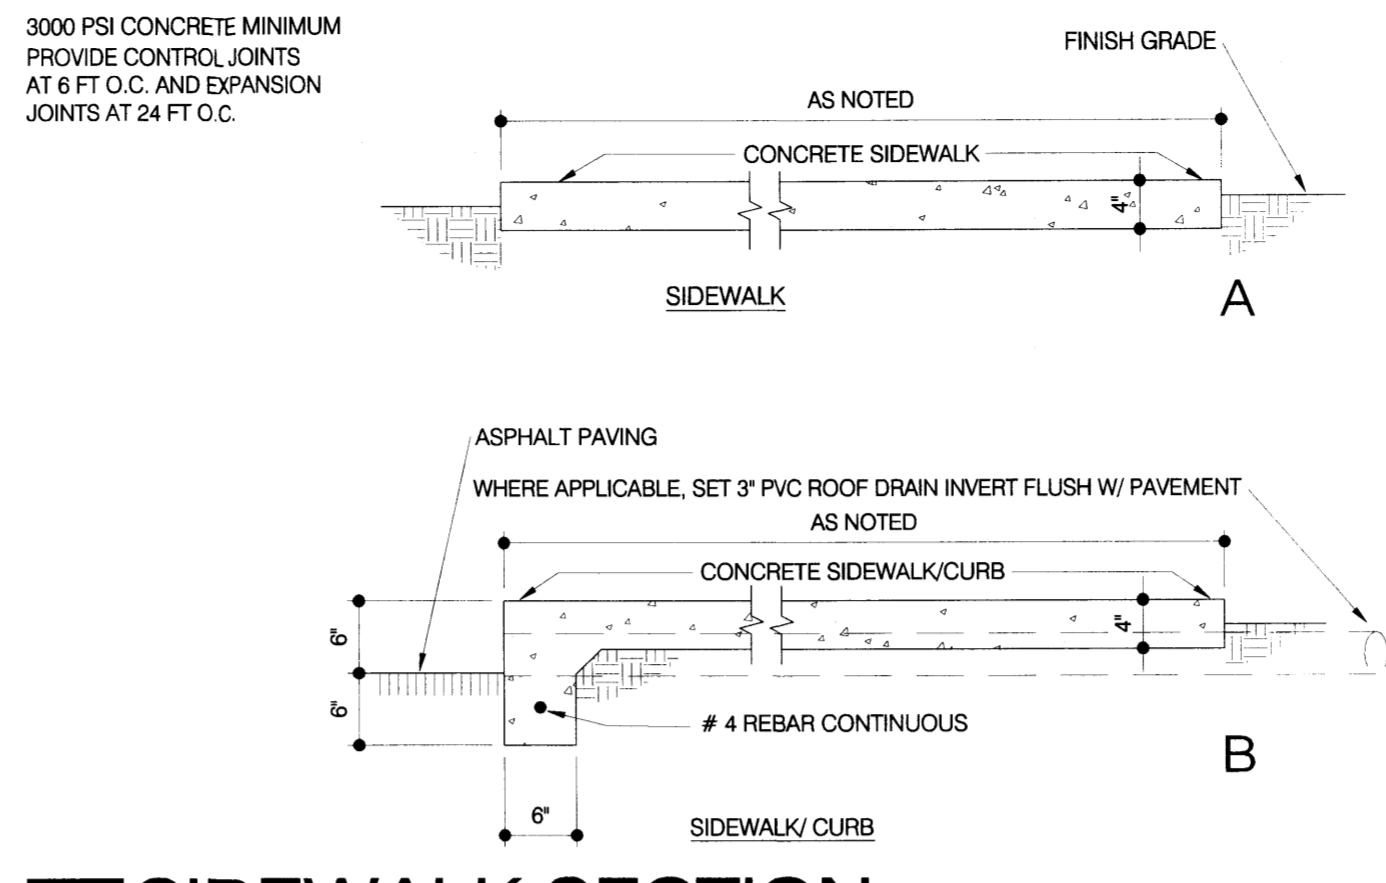 3000 PSI CONCRETE MINIMUM
PROVIDE CONTROL JOINTS
AT 6 FT O.C. AND EXPANSION
JOINTS AT 24 FT O.C.
FINISH GRADE
AS NOTED
CONCRETE SIDEWALK
4"
SIDEWALK
A
ASPHALT PAVING
WHERE APPLICABLE, SET 3" PVC ROOF DRAIN INVERT FLUSH W/ PAVEMENT
AS NOTED
CONCRETE SIDEWALK/CURB
6"
4"
6"
# 4 REBAR CONTINUOUS
B
6"
SIDEWALK/ CURB
SIDEWALK SECTION